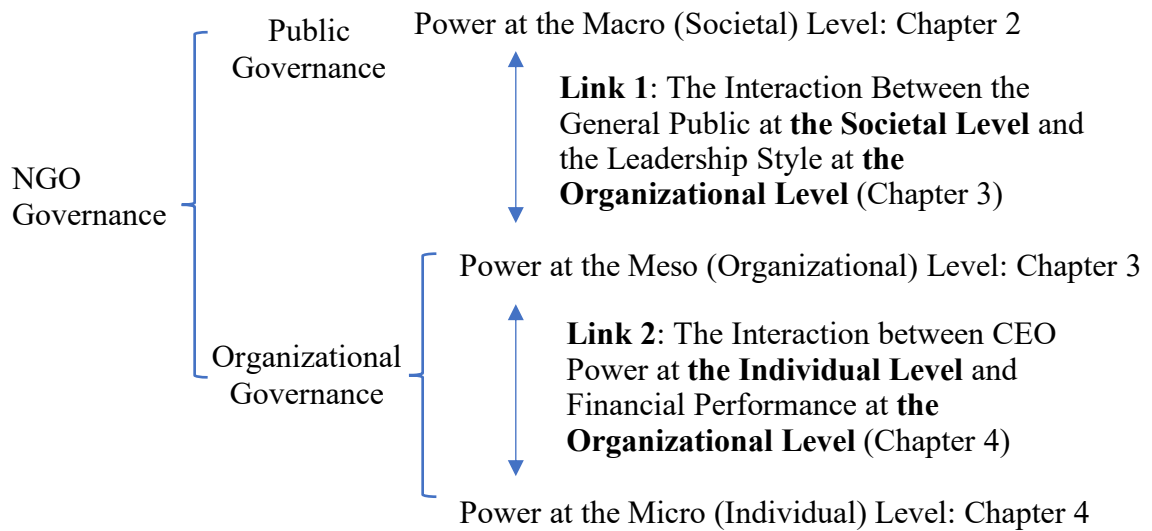 Public
Governance
Power at the Macro (Societal) Level: Chapter 2
Link 1: The Interaction Between the
General Public at the Societal Level and
the Leadership Style at the
Organizational Level (Chapter 3)
NGO
Governance
Power at the Meso (Organizational) Level: Chapter 3
Organizational
Governance
Link 2: The Interaction between CEO
Power at the Individual Level and
Financial Performance at the
Organizational Level (Chapter 4)
Power at the Micro (Individual) Level: Chapter 4